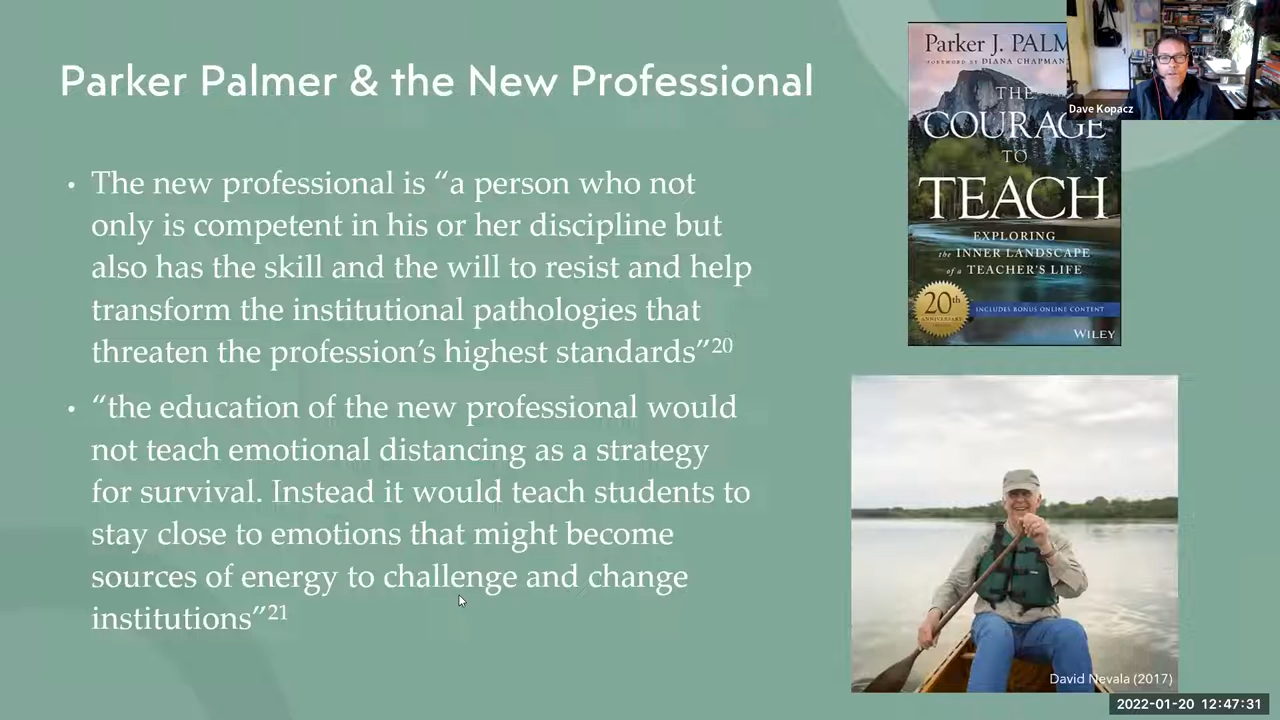 Parker Palmer & the New Professional
• The new professional is “a person who not
only is competent in his or her discipline but
also has the skill and the will to resist and help
transform the institutional pathologies that
threaten the profession’s highest standards”20
• “the education of the new professional would
not teach emotional distancing as a strategy
for survival. Instead it would teach students to
stay close to emotions that might become
sources of energy to challenge and change
institutions”21
Parker J. PALM
FOREWORD BY DIANA CHAPMAN
THE
COURAGE
TO
TEACH
EXPLORING
the INNER LANDSCAPE
of a TEACHER'S LIFE
20th
ANNIVERSARY
INCLUDES BONUS ONLINE CONTENT
WILEY
Dave Kopacz
David Nevala (2017)
2022-01-20 12:47:31